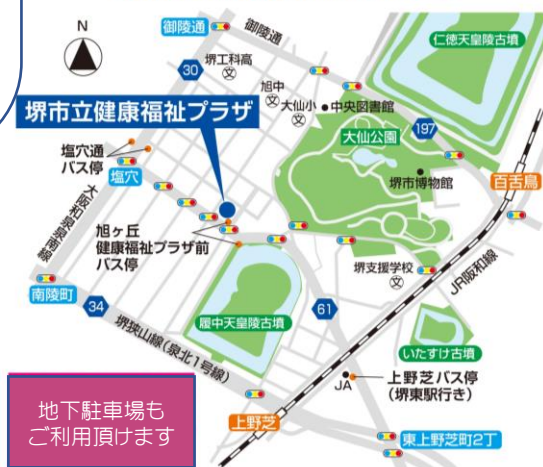 N
御陵通
御陵通
仁徳天皇陵古墳
30
堺工科高
文
旭中
文
大仙小
文
中央図書館
堺市立健康福祉プラザ
大仙公園
197
塩穴通
バス停
塩穴
堺市博物館
百舌鳥
大阪和泉泉南線
旭ヶ丘
健康福祉プラザ前
バス停
堺支援学校
文
JR阪和線
南陵町
34
履中天皇陵古墳
61
堺狭山線(泉北1号線)
いたすけ古墳
JA
上野芝バス停
(堺東駅行き)
地下駐車場も
ご利用頂けます
上野芝
東上野芝町2丁